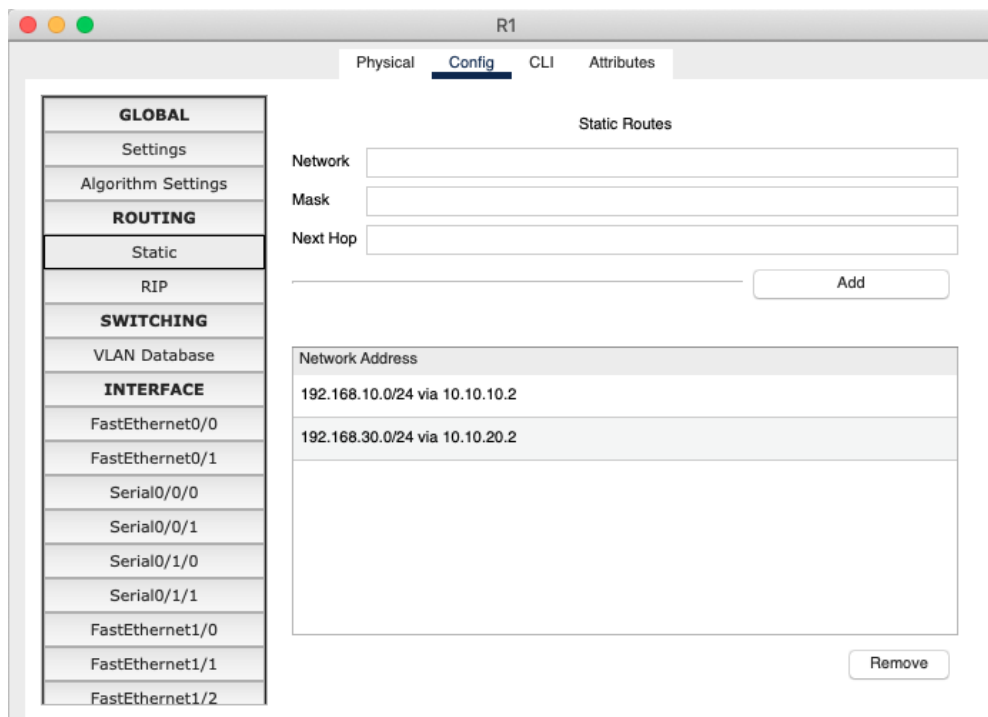 R1
Physical Config CLI Attributes
GLOBAL
Settings
Algorithm Settings
ROUTING
Static
RIP
SWITCHING
VLAN Database
INTERFACE
FastEthernet0/0
FastEthernet0/1
Serial0/0/0
Serial0/0/1
Serial0/1/0
Serial0/1/1
FastEthernet1/0
FastEthernet1/1
FastEthernet1/2
Static Routes
Network
Mask
Next Hop
Add
Network Address
192.168.10.0/24 via 10.10.10.2
192.168.30.0/24 via 10.10.20.2
Remove